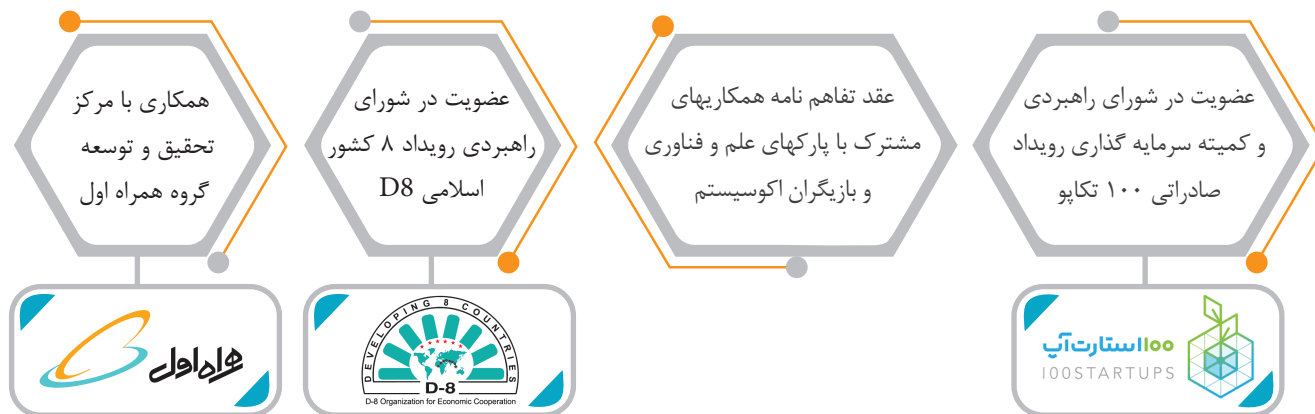 عضویت در شورای راهبردی
و کمیته سرمایه گذاری رویداد
صادراتی ۱۰۰ تکاپو
عقد تفاهم نامه همکاریهای
مشترک با پارکهای علم و فناوری
و بازیگران اکوسیستم
عضویت در شورای
راهبردی رویداد ۸ کشور
اسلامی D8
همکاری با مرکز
تحقیق و توسعه
گروه همراه اول
۱۰۰استارت‌آپ
100STARTUPS
DEVELOPING 8 COUNTRIES
D-8
D-8 Organization for Economic Cooperation
همراه اول